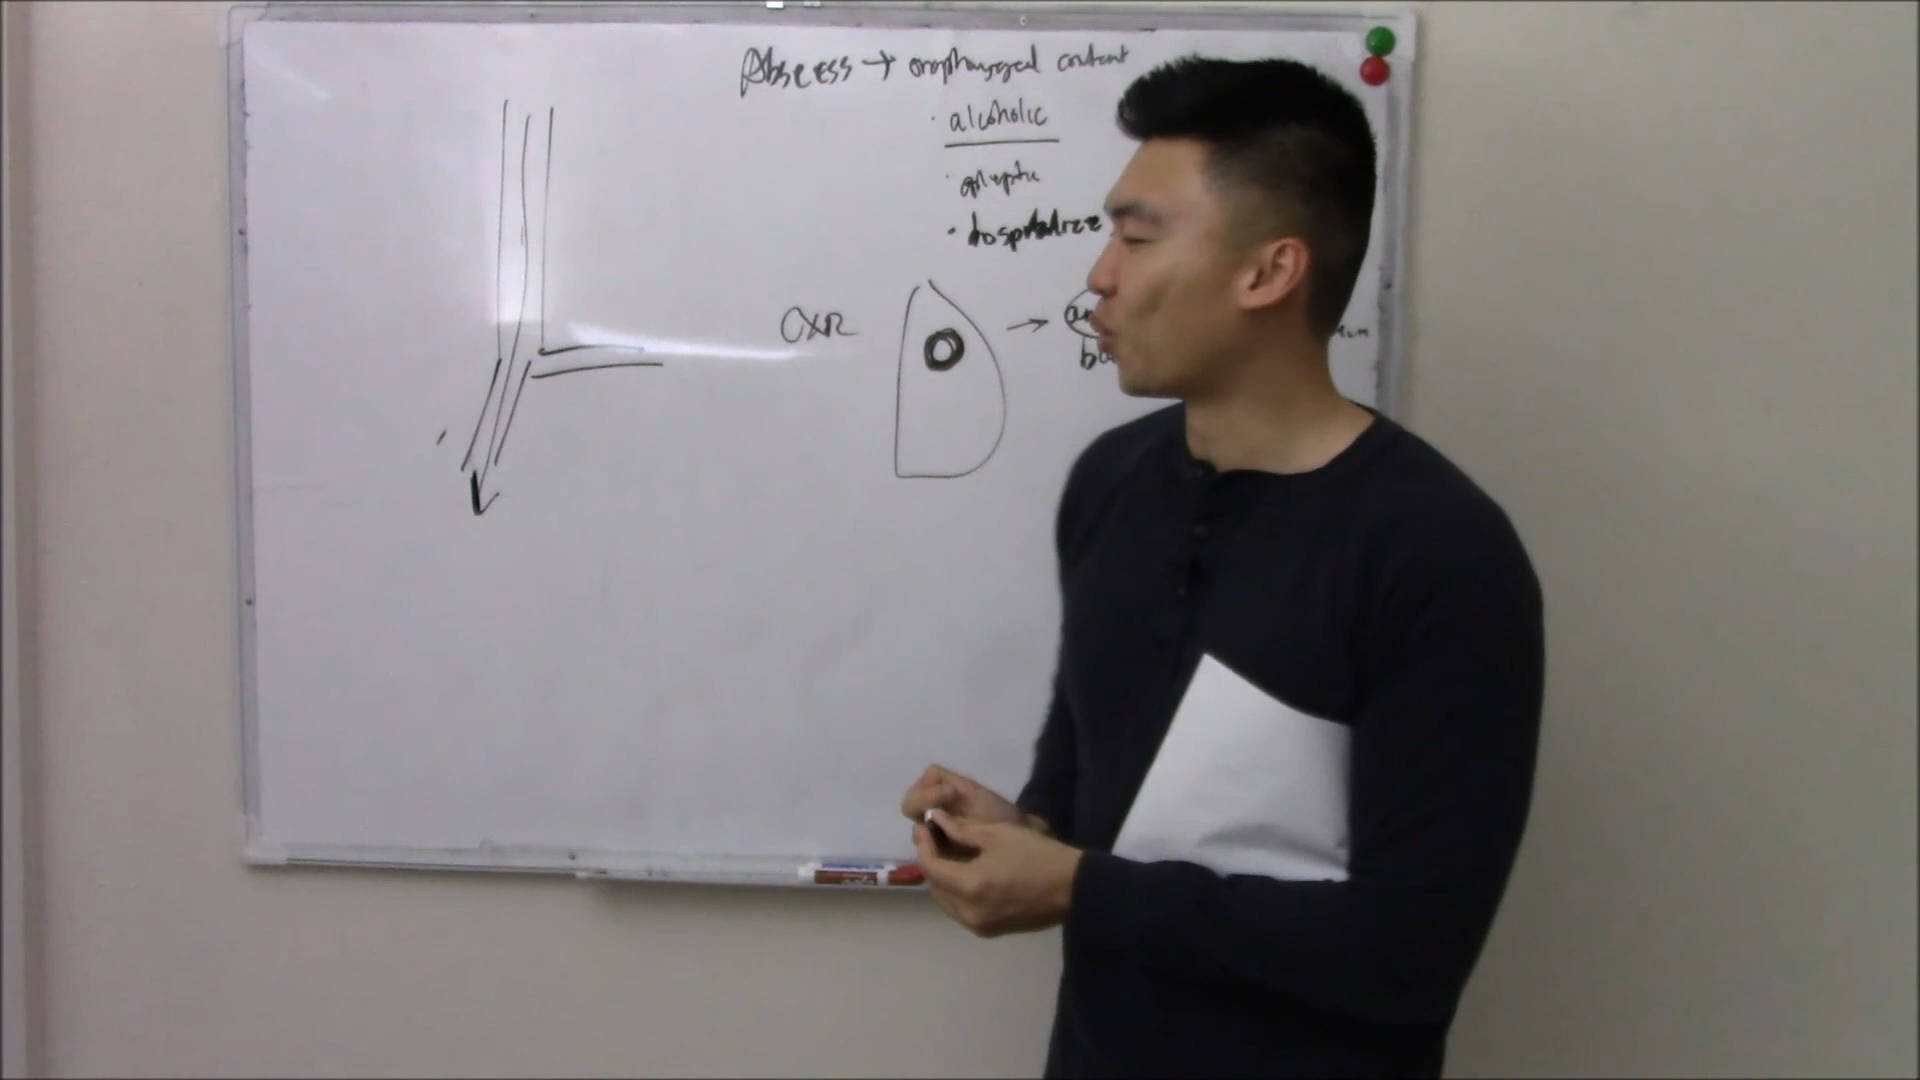 Abscess → oropharyngeal content
· alcoholic
· epileptic
· hospitalize
CXR →